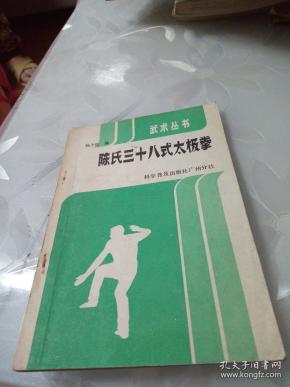 武术丛书
陈氏三十八式太极拳
科学普及出版社广州分社
孔夫子旧书网